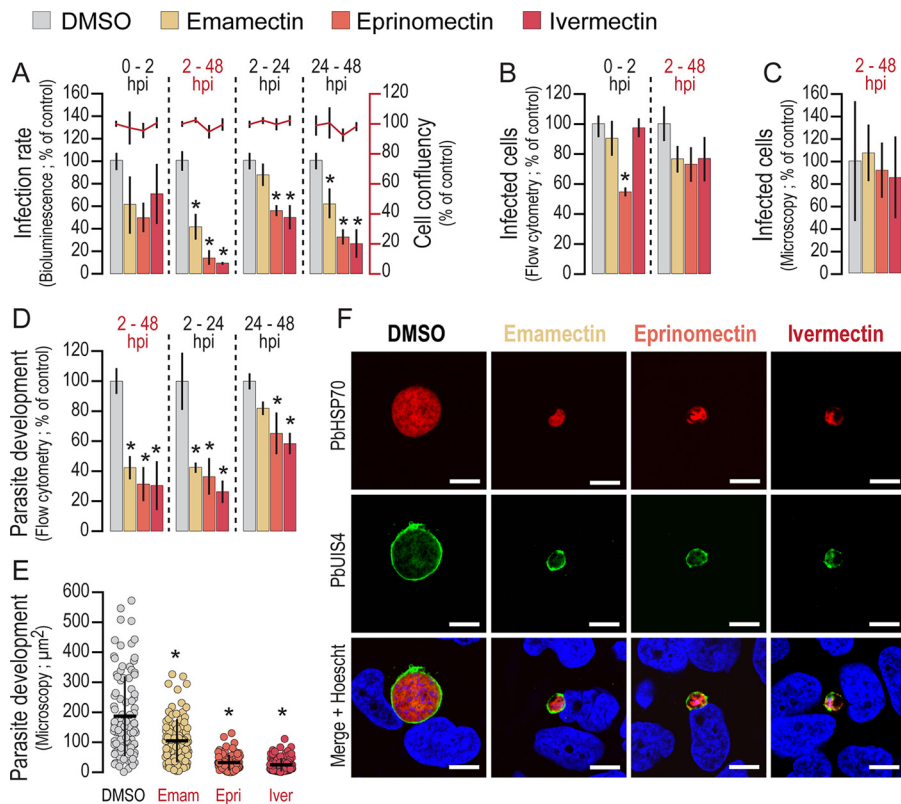 DMSO Emamectin Eprinomectin Ivermectin
A
0 - 2 hpi
2 - 48 hpi
2 - 24 hpi
24 - 48 hpi
Infection rate
(Bioluminescence ; % of control)
160
140
120
100
80
60
40
20
0
* * *
* *
* * *
120
100
80
60
40
20
0
Cell confluency
(% of control)
B
0 - 2 hpi
2 - 48 hpi
Infected cells
(Flow cytometry ; % of control)
120
100
80
60
40
20
0
*
C
2 - 48 hpi
Infected cells
(Microscopy ; % of control)
160
140
120
100
80
60
40
20
0
D
2 - 48 hpi
2 - 24 hpi
24 - 48 hpi
Parasite development
(Flow cytometry ; % of control)
120
100
80
60
40
20
0
* * *
* * *
* *
E
Parasite development
(Microscopy ; µm²)
600
500
400
300
200
100
0
* * *
DMSO Emam Epri Iver
F
DMSO Emamectin Eprinomectin Ivermectin
PbHSP70
PbUIS4
Merge + Hoescht